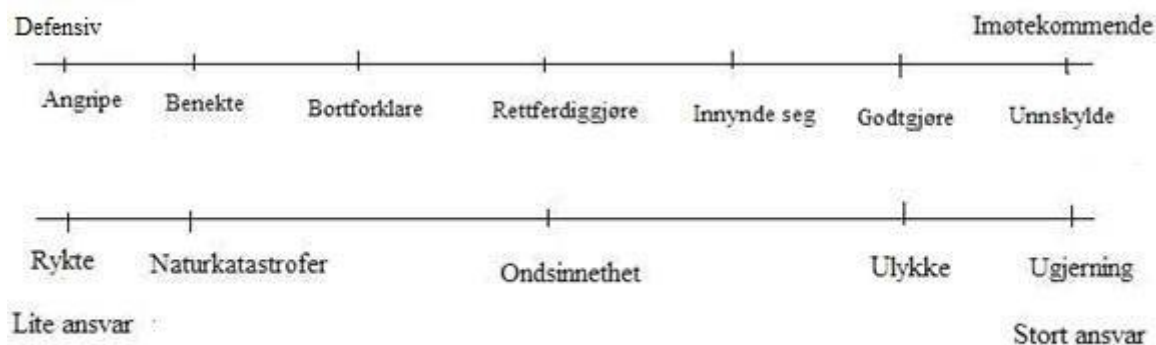 Defensiv Imøtekommende
Angripe Benekte Bortforklare Rettferdiggjøre Innynde seg Godtgjøre Unnskylde
Rykte Naturkatastrofer Ondsinnethet Ulykke Ugjerning
Lite ansvar Stort ansvar